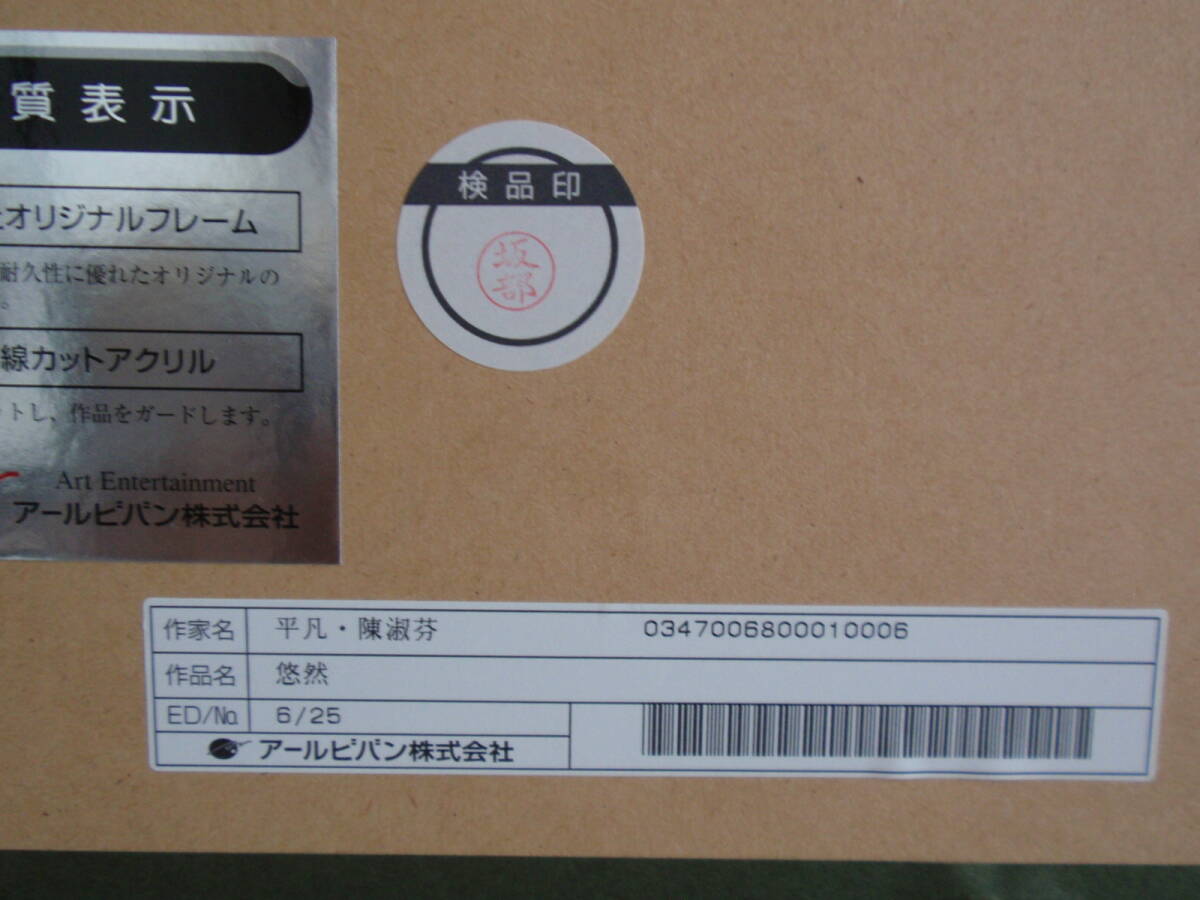 質表示
オリジナルフレーム
耐久性に優れたオリジナルの
。
線カットアクリル
トし、作品をガードします。
Art Entertainment
アールビバン株式会社
検品印
坂部
作家名 平凡・陳淑芬 0347006800010006
作品名 悠然
ED/No. 6/25
アールビバン株式会社